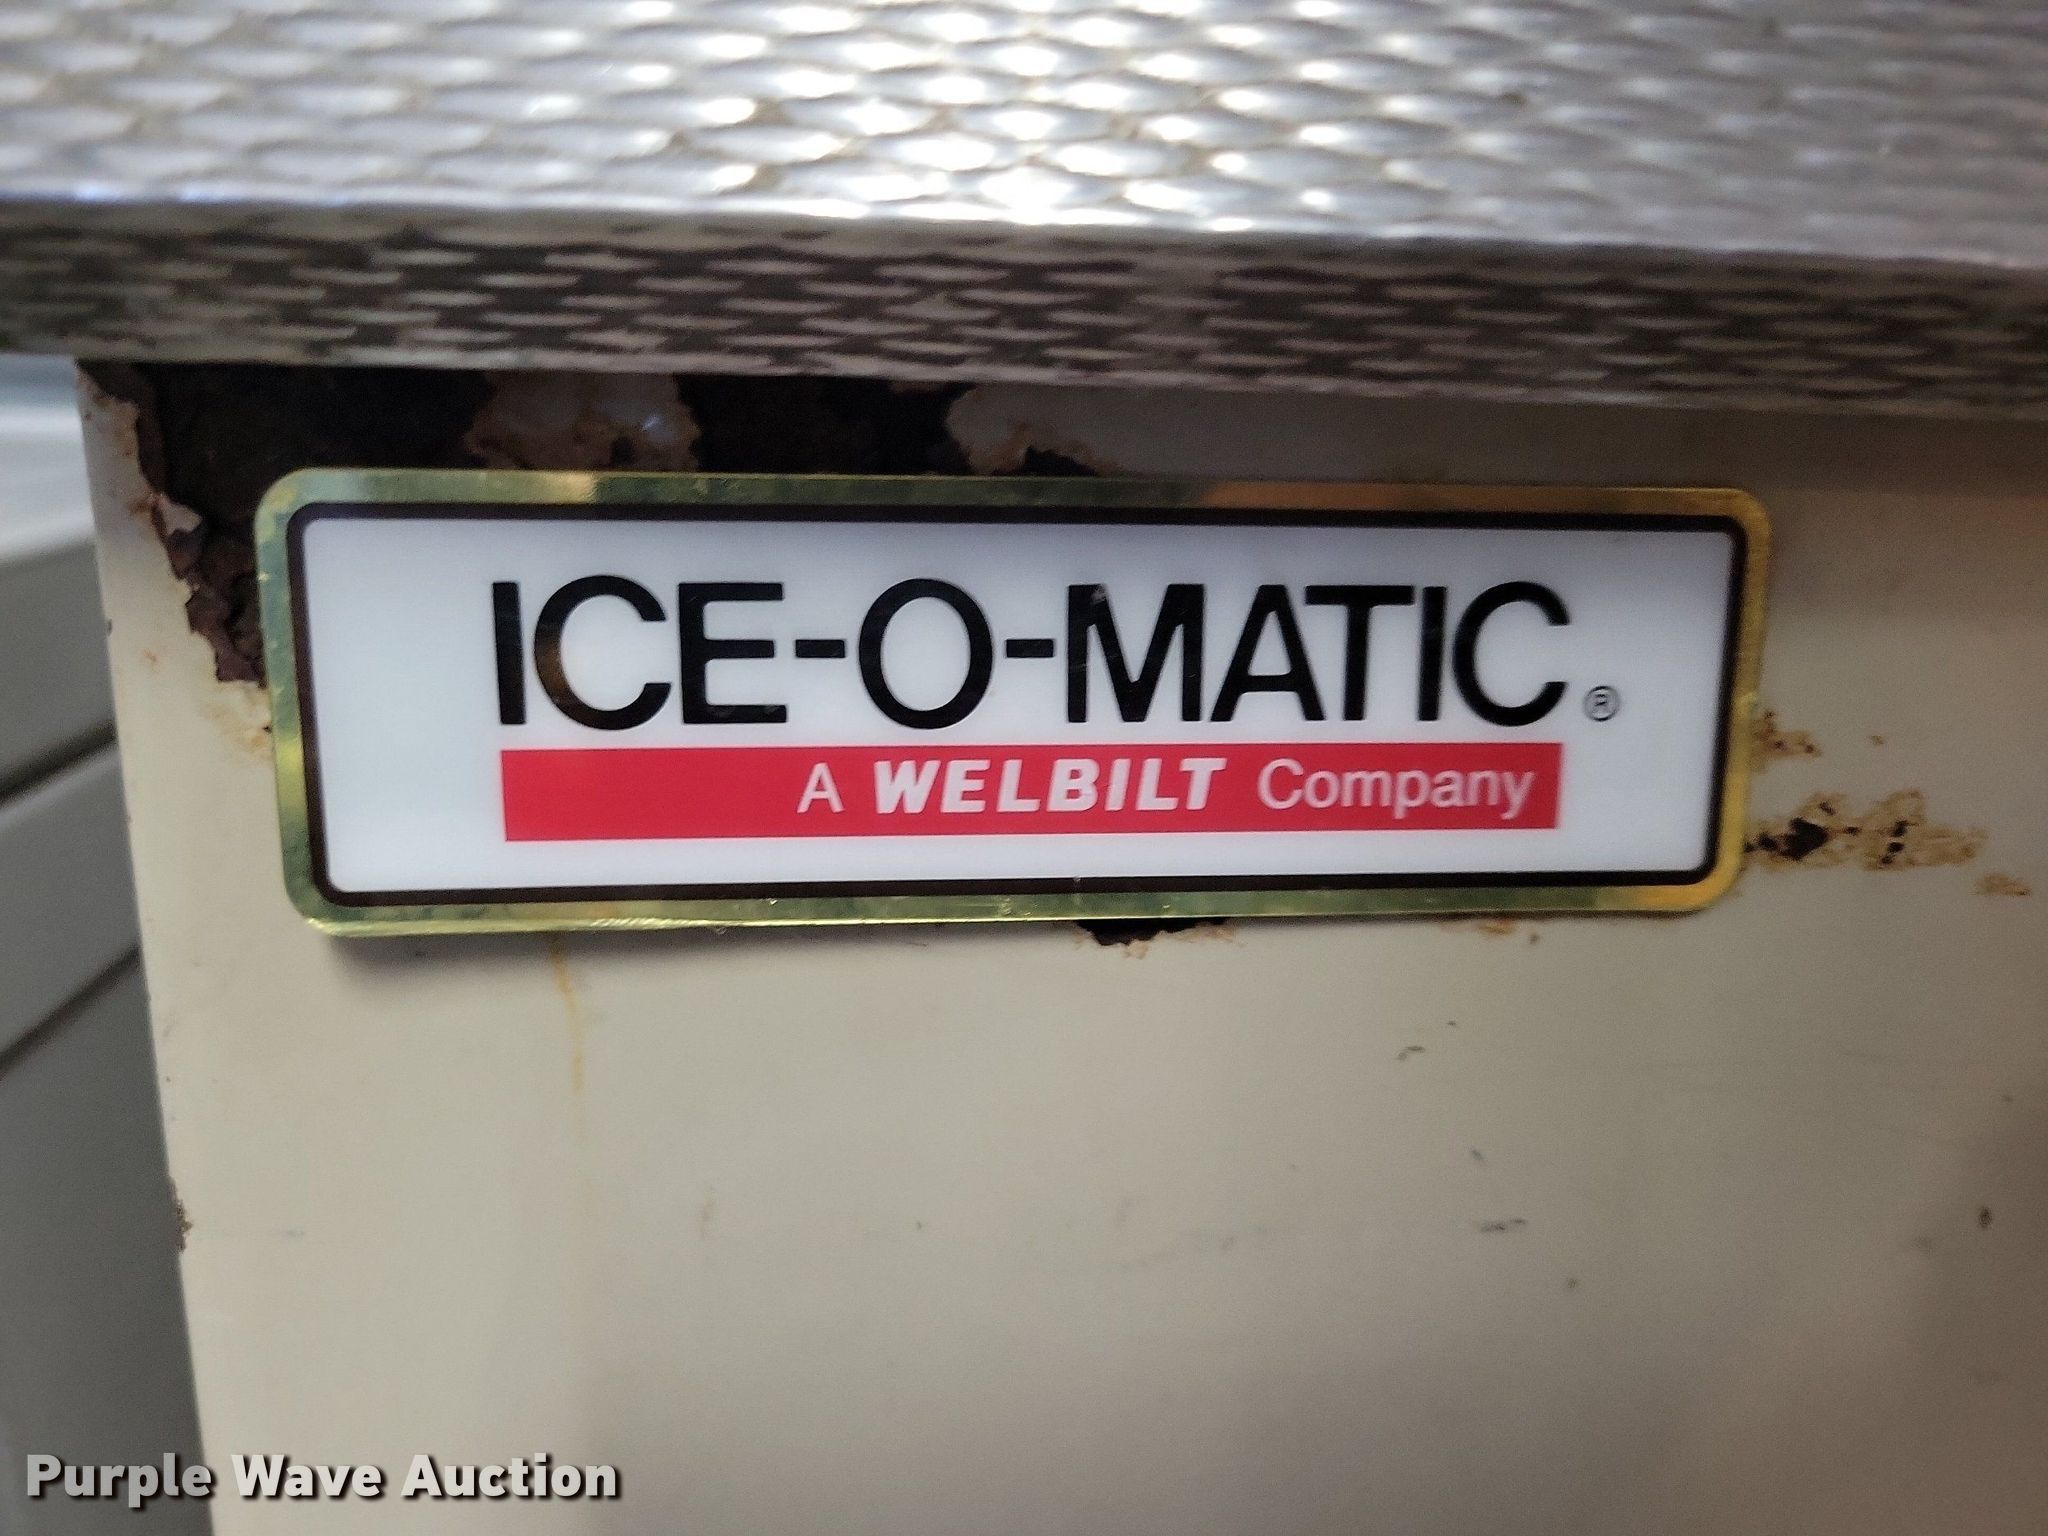 ICE-O-MATIC®
A WELBILT Company
Purple Wave Auction